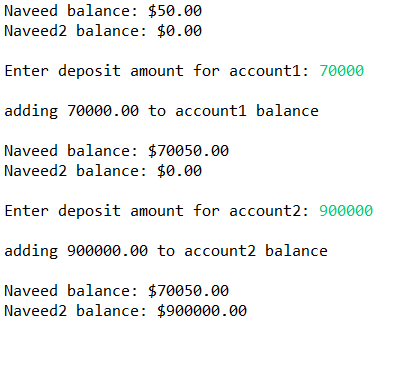 Naveed balance: $50.00
Naveed2 balance: $0.00
Enter deposit amount for account1: 70000
adding 70000.00 to account1 balance
Naveed balance: $70050.00
Naveed2 balance: $0.00
Enter deposit amount for account2: 900000
adding 900000.00 to account2 balance
Naveed balance: $70050.00
Naveed2 balance: $900000.00